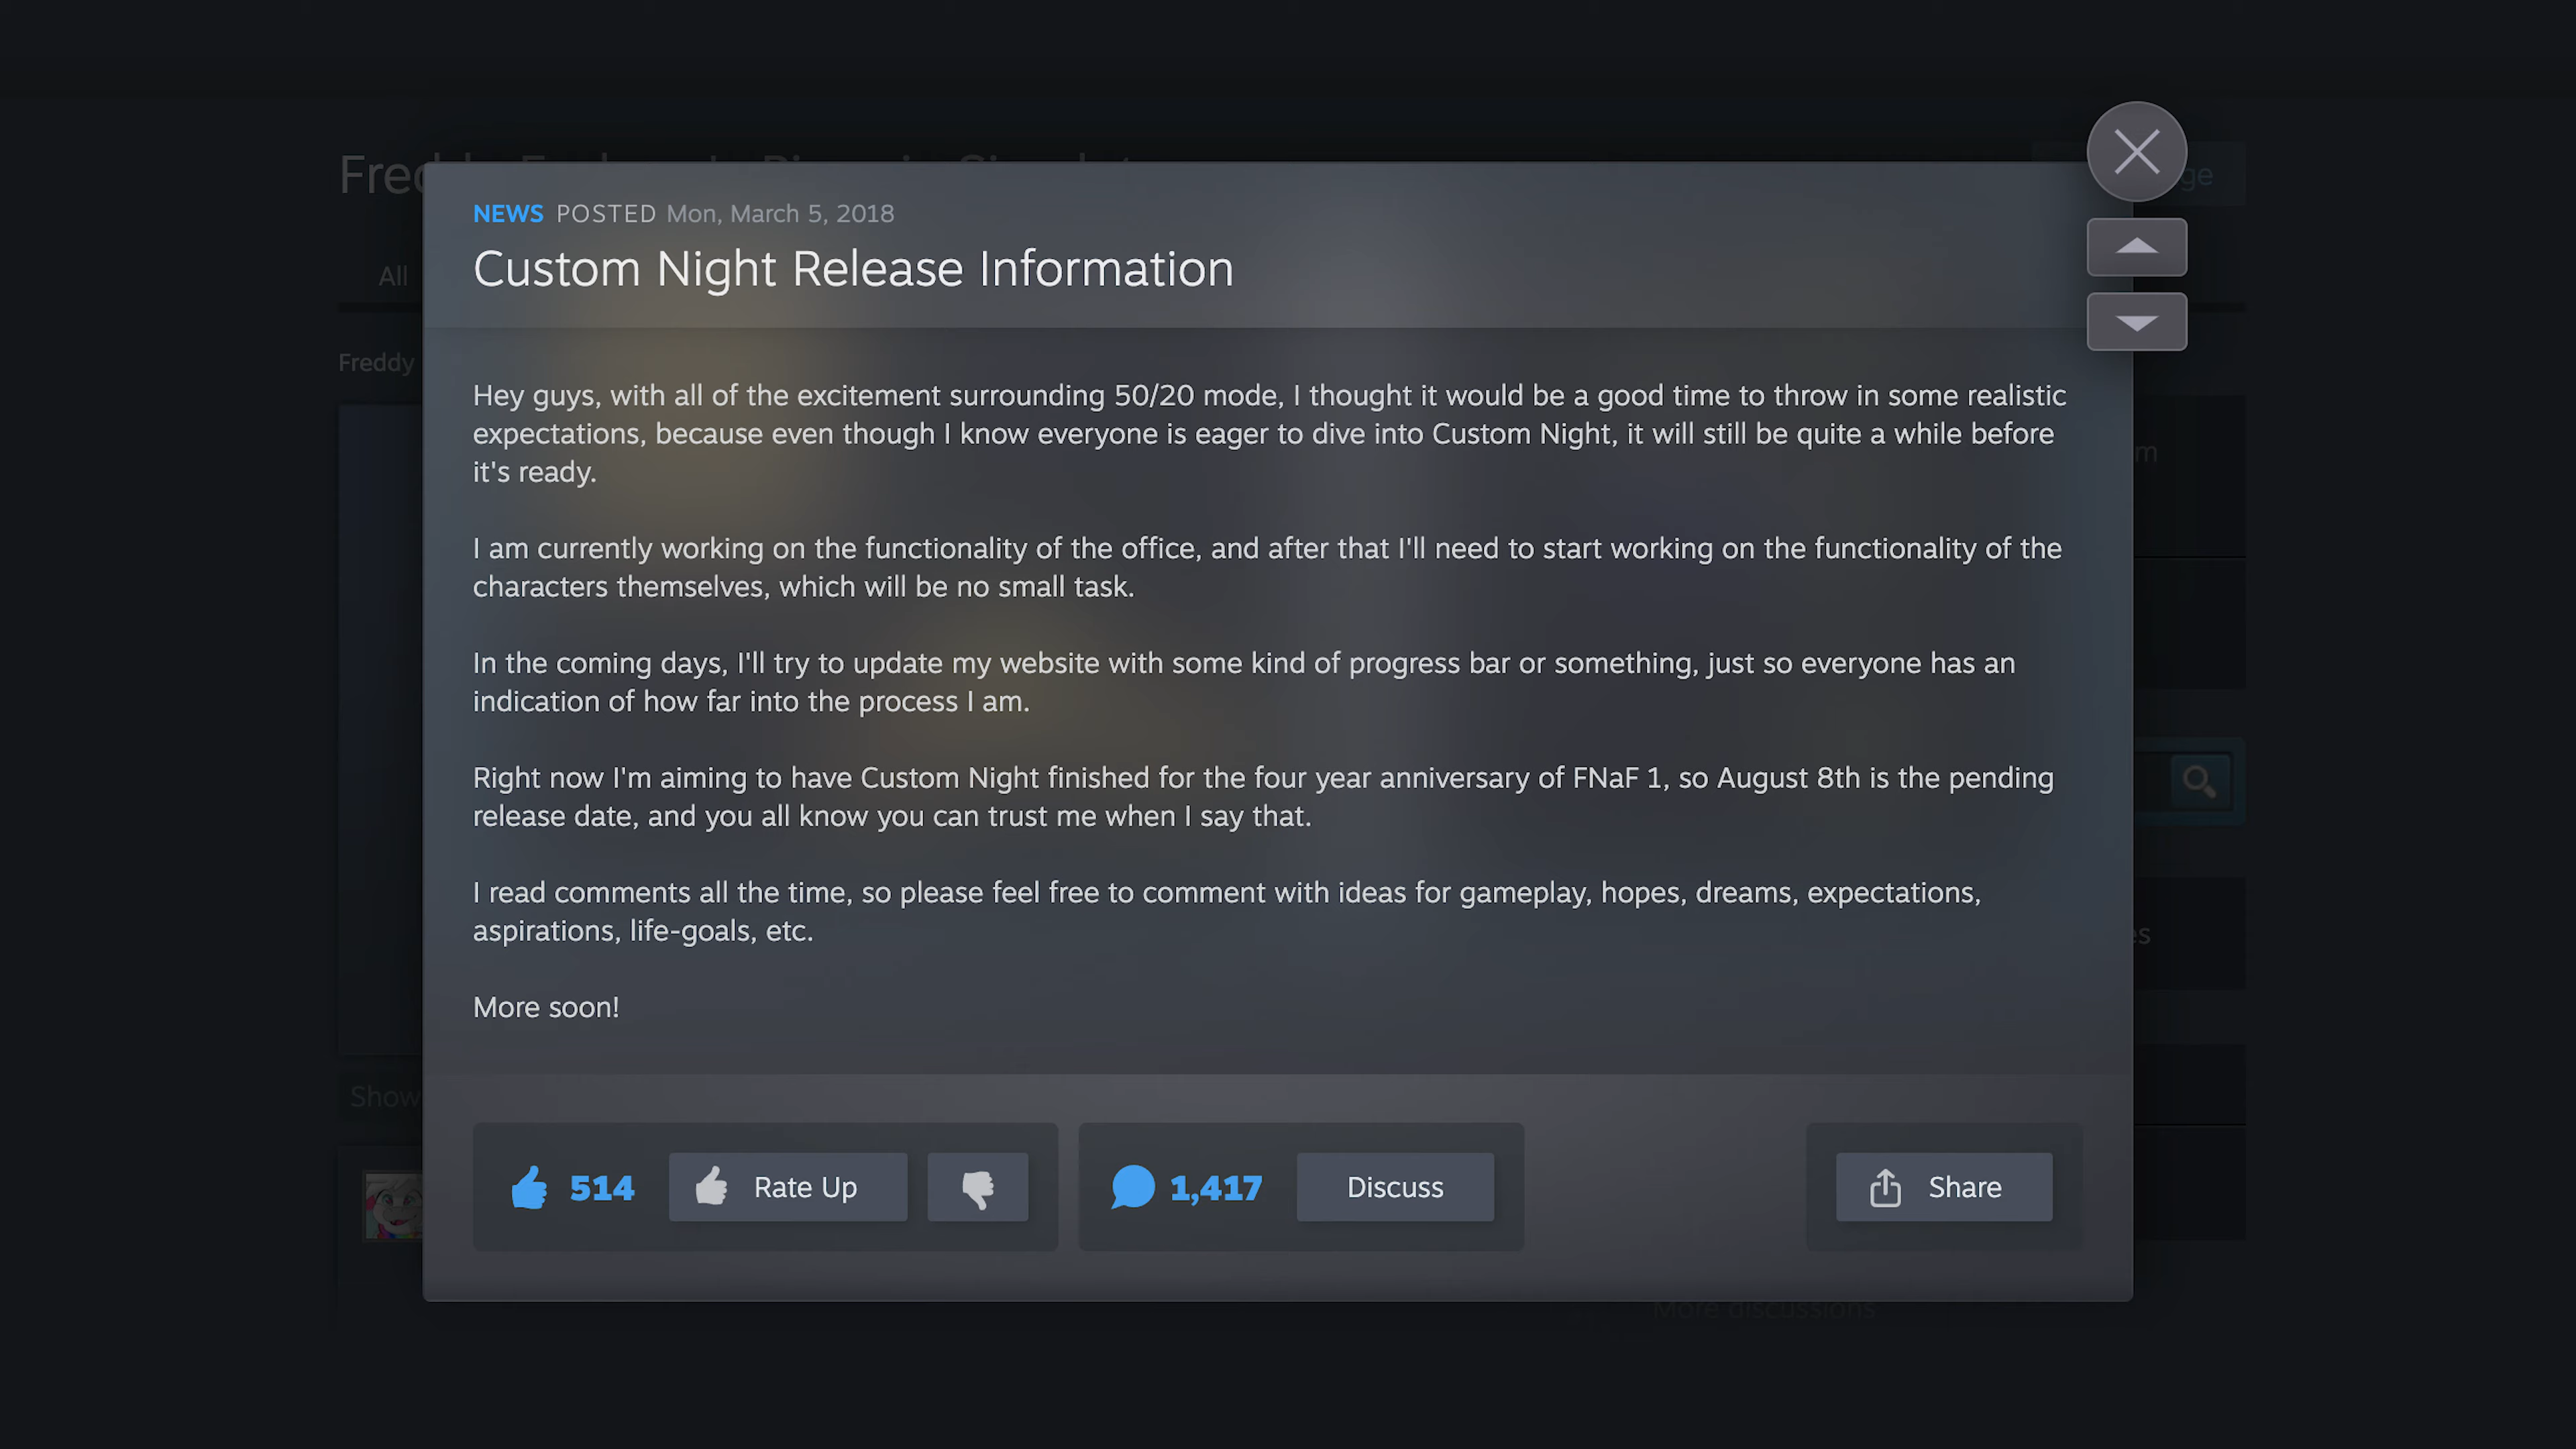 Fred
ge
NEWS POSTED Mon, March 5, 2018
Custom Night Release Information
All
Freddy
Hey guys, with all of the excitement surrounding 50/20 mode, I thought it would be a good time to throw in some realistic
expectations, because even though I know everyone is eager to dive into Custom Night, it will still be quite a while before
it's ready.
I am currently working on the functionality of the office, and after that I'll need to start working on the functionality of the
characters themselves, which will be no small task.
In the coming days, I'll try to update my website with some kind of progress bar or something, just so everyone has an
indication of how far into the process I am.
Right now I'm aiming to have Custom Night finished for the four year anniversary of FNaF 1, so August 8th is the pending
release date, and you all know you can trust me when I say that.
I read comments all the time, so please feel free to comment with ideas for gameplay, hopes, dreams, expectations,
aspirations, life-goals, etc.
More soon!
Show
514 Rate Up 1,417 Discuss Share
More discussions